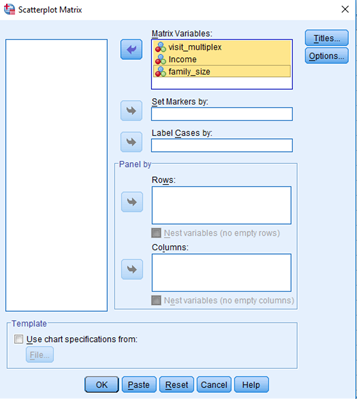 Scatterplot Matrix
Matrix Variables:
visit_multiplex
Income
family_size
Titles...
Options...
Set Markers by:
Label Cases by:
Panel by
Rows:
Nest variables (no empty rows)
Columns:
Nest variables (no empty columns)
Template
Use chart specifications from:
File...
OK Paste Reset Cancel Help